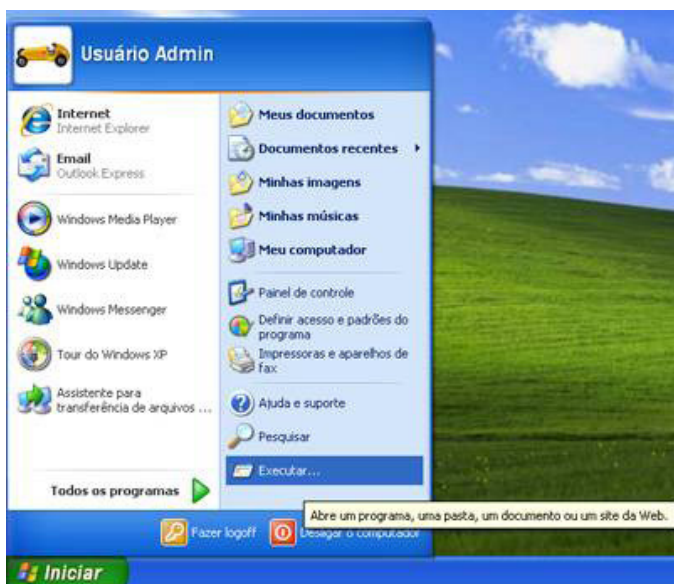 Usuário Admin
Internet
Internet Explorer
Email
Outlook Express
Windows Media Player
Windows Update
Windows Messenger
Tour do Windows XP
Assistente para
transferência de arquivos ...
Todos os programas
Meus documentos
Documentos recentes
Minhas imagens
Minhas músicas
Meu computador
Painel de controle
Definir acesso e padrões do
programa
Impressoras e aparelhos de
fax
Ajuda e suporte
Pesquisar
Executar...
Abre um programa, uma pasta, um documento ou um site da Web.
Fazer logoff
Desligar o computador
Iniciar